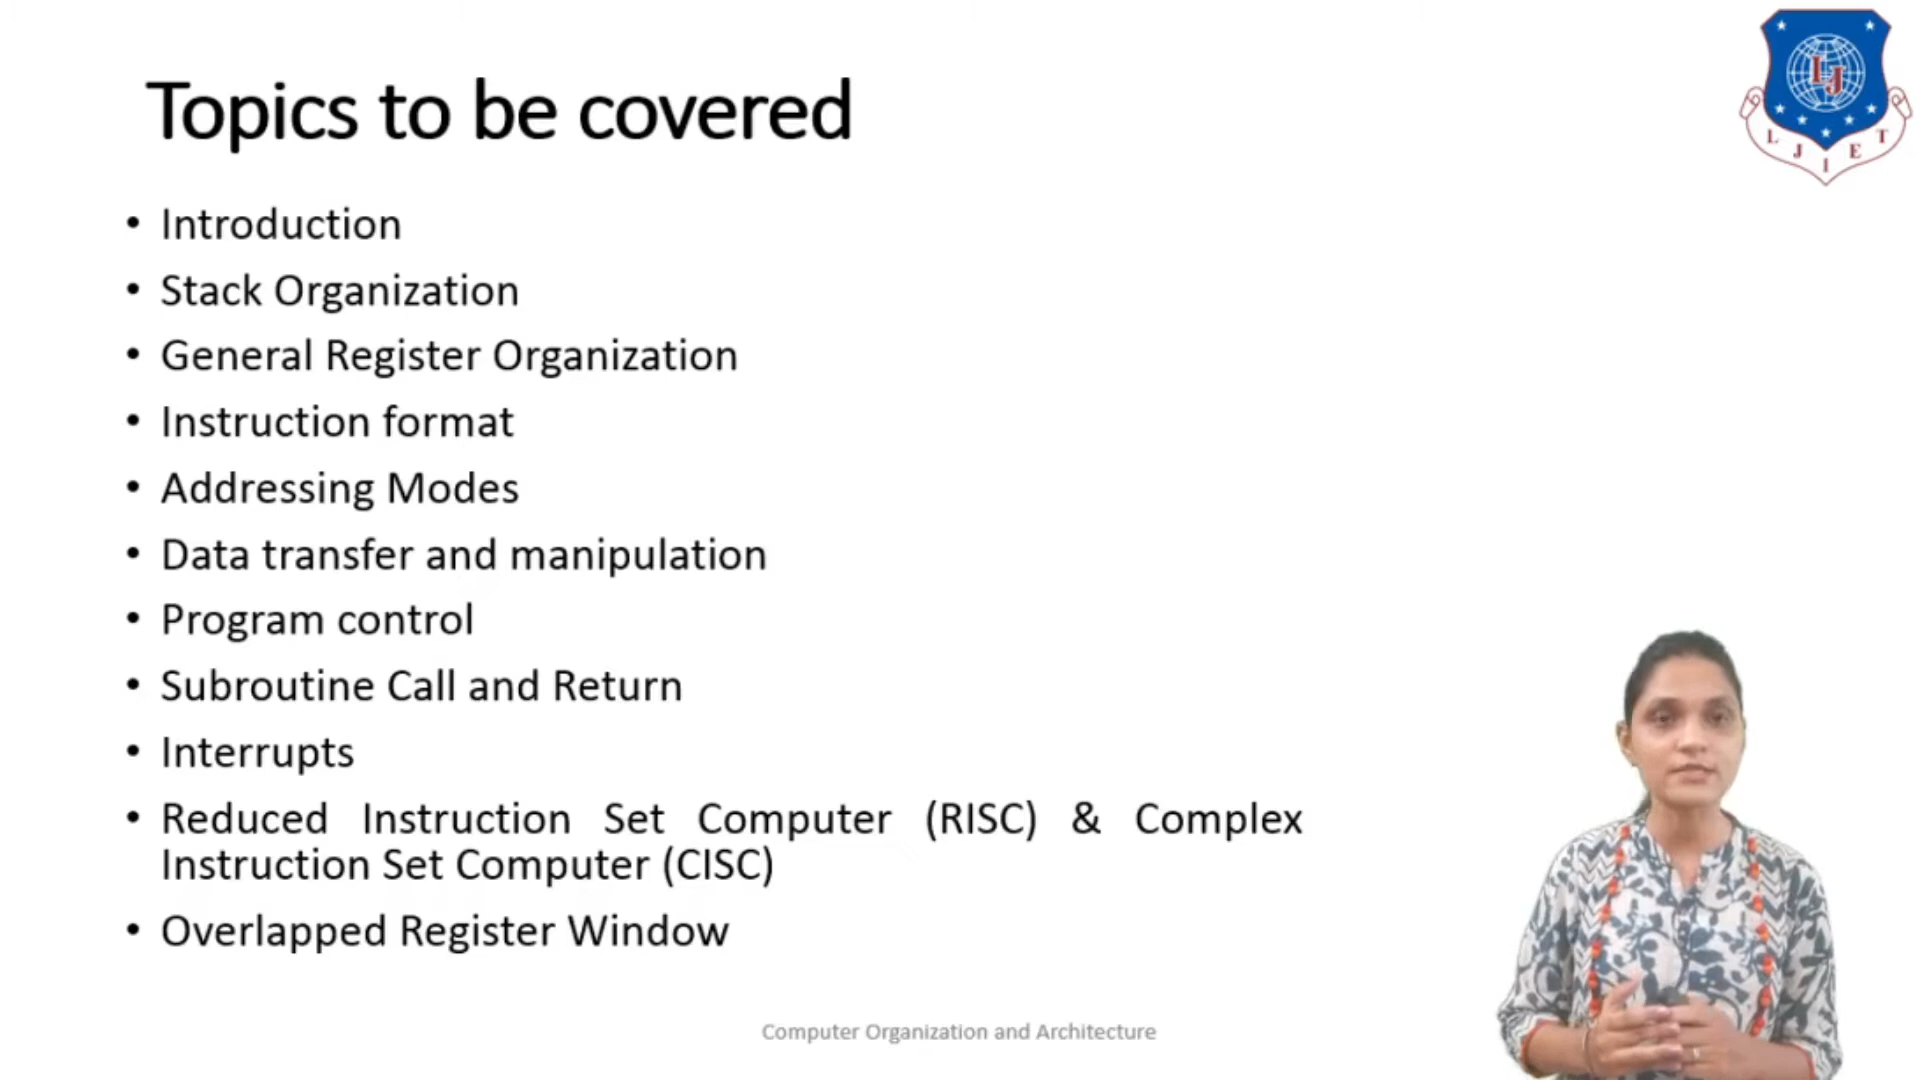 Topics to be covered
LJ
L J I E T
• Introduction
• Stack Organization
• General Register Organization
• Instruction format
• Addressing Modes
• Data transfer and manipulation
• Program control
• Subroutine Call and Return
• Interrupts
• Reduced Instruction Set Computer (RISC) & Complex
Instruction Set Computer (CISC)
• Overlapped Register Window
Computer Organization and Architecture